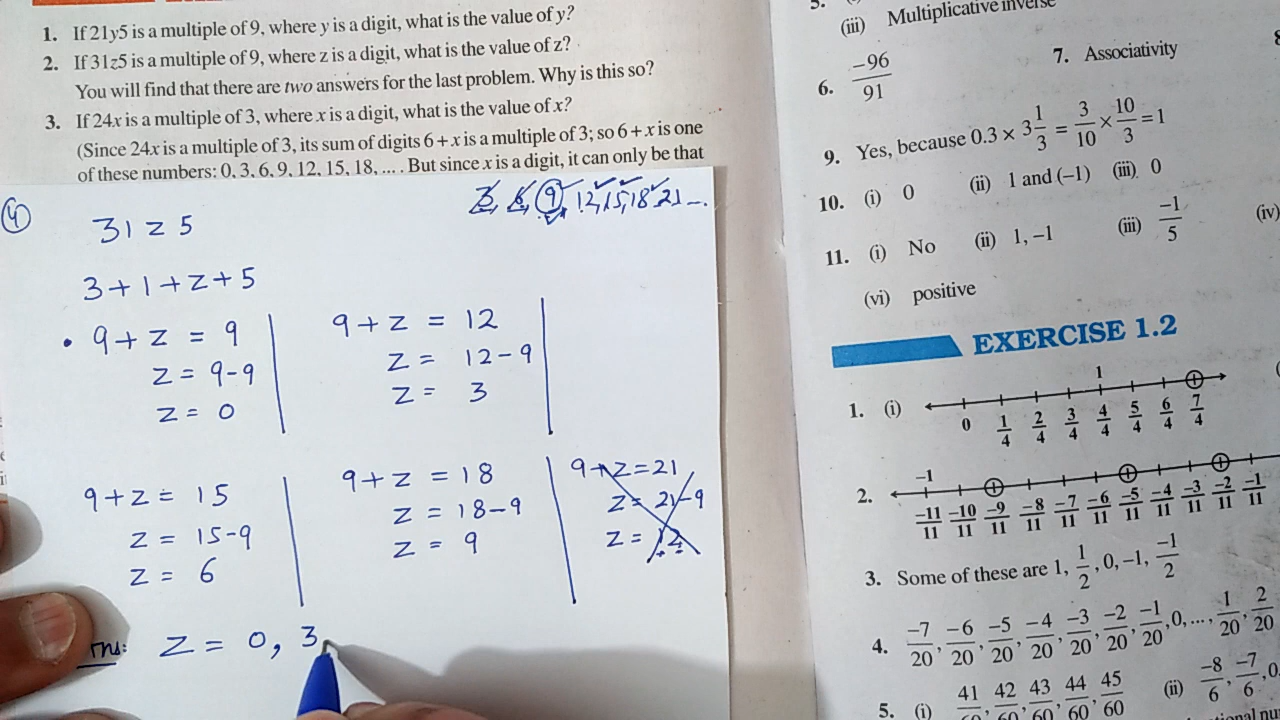 1. If 21y5 is a multiple of 9, where y is a digit, what is the value of y?
2. If 31z5 is a multiple of 9, where z is a digit, what is the value of z?
You will find that there are two answers for the last problem. Why is this so?
3. If 24x is a multiple of 3, where x is a digit, what is the value of x?
(Since 24x is a multiple of 3, its sum of digits 6 + x is a multiple of 3; so 6 + x is one
of these numbers: 0, 3, 6, 9, 12, 15, 18, ... . But since x is a digit, it can only be that
4 31z5
3, 6, 9, 12, 15, 18 21 ....
3+1+z+5
• 9+z = 9
z = 9-9
z = 0
9+z = 12
z = 12-9
z = 3
9+z = 15
z = 15-9
z = 6
9+z = 18
z = 18-9
z = 9
9+z=21
z= 21-9
z= 12
Ans: z = 0, 3
(iii) Multiplicative inverse
6. -96/91
7. Associativity
9. Yes, because 0.3 × 3 1/3 = 3/10 × 10/3 = 1
10. (i) 0 (ii) 1 and (−1) (iii) 0
11. (i) No (ii) 1, −1 (iii) -1/5 (iv)
(vi) positive
EXERCISE 1.2
1. (i) 1
0 1/4 2/4 3/4 4/4 5/4 6/4 7/4
2. -1
-11/11 -10/11 -9/11 -8/11 -7/11 -6/11 -5/11 -4/11 -3/11 -2/11 -1/11
3. Some of these are 1, 1/2, 0, −1, -1/2
4. -7/20, -6/20, -5/20, -4/20, -3/20, -2/20, -1/20, 0, ..., 1/20, 2/20
5. (i) 41/60, 42/60, 43/60, 44/60, 45/60 (ii) -8/6, -7/6, 0